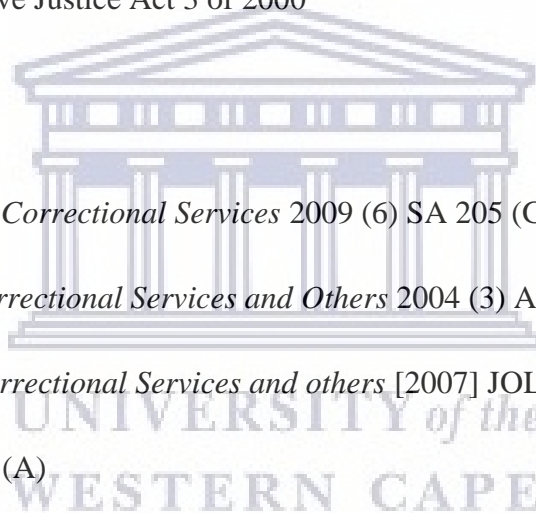 ve Justice Act 3 of 2000
Correctional Services 2009 (6) SA 205 (C
rrectional Services and Others 2004 (3) A
rrectional Services and others [2007] JOL
UNIVERSITY of the
(A)
WESTERN CAPE